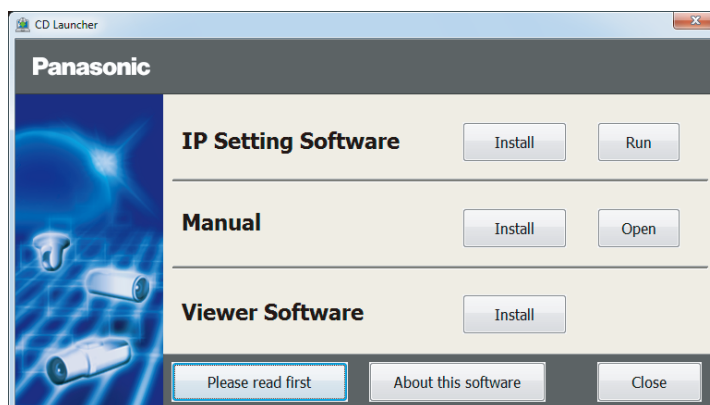 CD Launcher
Panasonic
IP Setting Software Install Run
Manual Install Open
Viewer Software Install
Please read first About this software Close